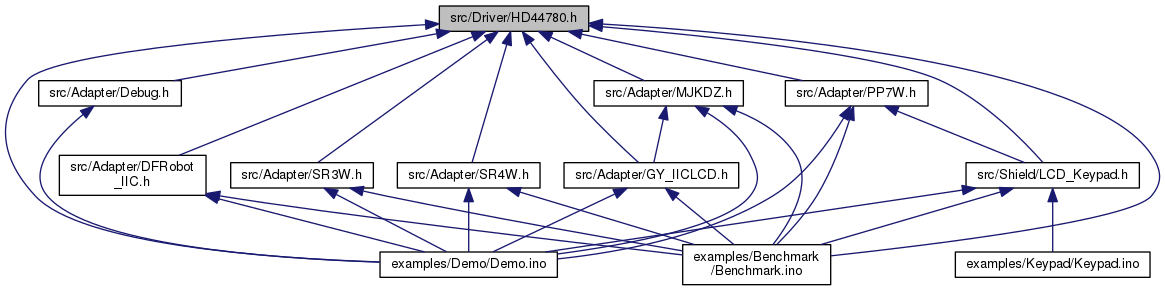 src/Driver/HD44780.h
src/Adapter/Debug.h
src/Adapter/MJKDZ.h
src/Adapter/PP7W.h
src/Adapter/DFRobot
_IIC.h
src/Adapter/SR3W.h
src/Adapter/SR4W.h
src/Adapter/GY_IICLCD.h
src/Shield/LCD_Keypad.h
examples/Demo/Demo.ino
examples/Benchmark
/Benchmark.ino
examples/Keypad/Keypad.ino